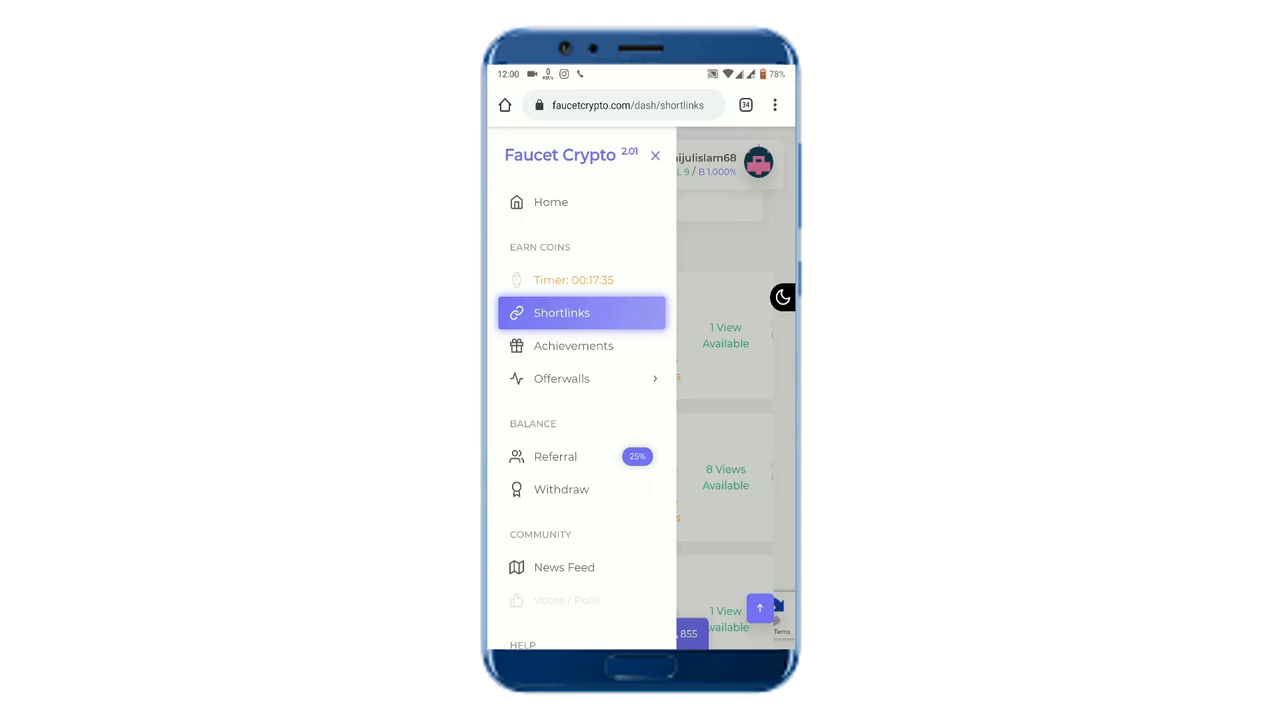 12:00
0
KB/s
78%
faucetcrypto.com/dash/shortlinks
34
Faucet Crypto 2.01
ijulislam68
L 9 / B 1.000%
Home
EARN COINS
Timer: 00:17:35
Shortlinks
1 View
Available
Achievements
Offerwalls
BALANCE
Referral
25%
8 Views
Available
Withdraw
COMMUNITY
News Feed
Votes / Polls
1 View
Available
855
Terms
HELP